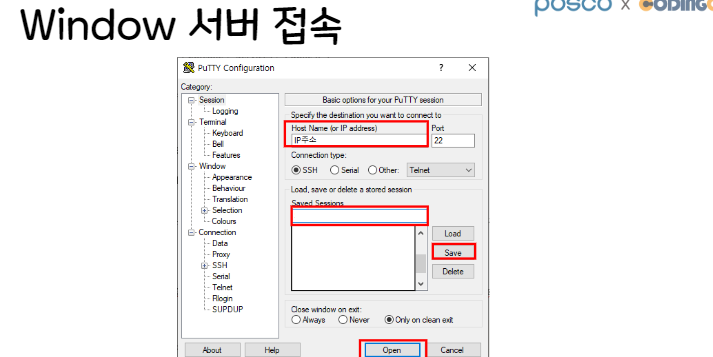 posco x CODING
Window 서버 접속
PuTTY Configuration ? ×
Category:
Session
Logging
Terminal
Keyboard
Bell
Features
Window
Appearance
Behaviour
Translation
Selection
Colours
Connection
Data
Proxy
SSH
Serial
Telnet
Rlogin
SUPDUP
Basic options for your PuTTY session
Specify the destination you want to connect to
Host Name (or IP address) Port
IP주소 22
Connection type:
SSH Serial Other: Telnet
Load, save or delete a stored session
Saved Sessions
Load
Save
Delete
Close window on exit:
Always Never Only on clean exit
About Help Open Cancel